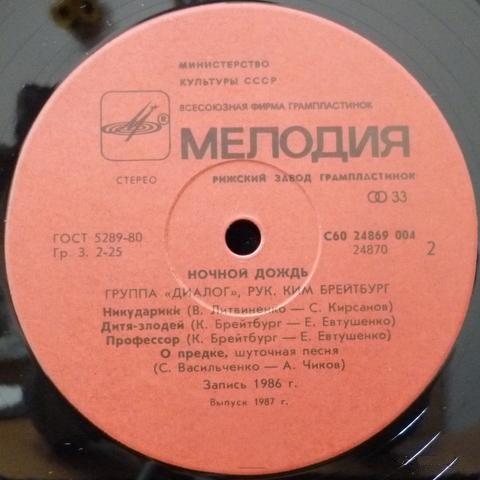 МИНИСТЕРСТВО
КУЛЬТУРЫ СССР
ВСЕСОЮЗНАЯ ФИРМА ГРАМПЛАСТИНОК
МЕЛОДИЯ
®
СТЕРЕО
РИЖСКИЙ ЗАВОД ГРАМПЛАСТИНОК
33
ГОСТ 5289-80
Гр. 3. 2-25
С60 24869 004
24870
2
НОЧНОЙ ДОЖДЬ
ГРУППА «ДИАЛОГ», РУК. КИМ БРЕЙТБУРГ
Никударики (В. Литвиненко — С. Кирсанов)
Дитя-злодей (К. Брейтбург — Е. Евтушенко)
Профессор (К. Брейтбург — Е. Евтушенко)
О предке, шуточная песня
(С. Васильченко — А. Чиков)
Запись 1986 г.
Выпуск 1987 г.